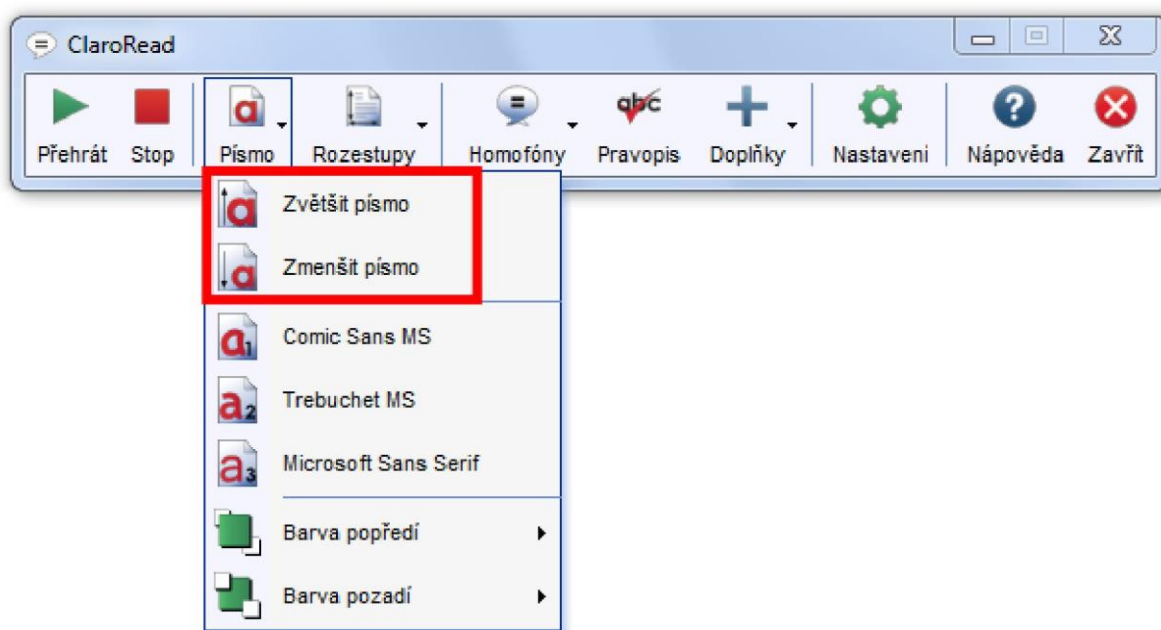 ClaroRead
Přehrát Stop Písmo Rozestupy Homofóny Pravopis Doplňky Nastaveni Nápověda Zavřít
Zvětšit písmo
Zmenšit písmo
Comic Sans MS
Trebuchet MS
Microsoft Sans Serif
Barva popředí
Barva pozadí